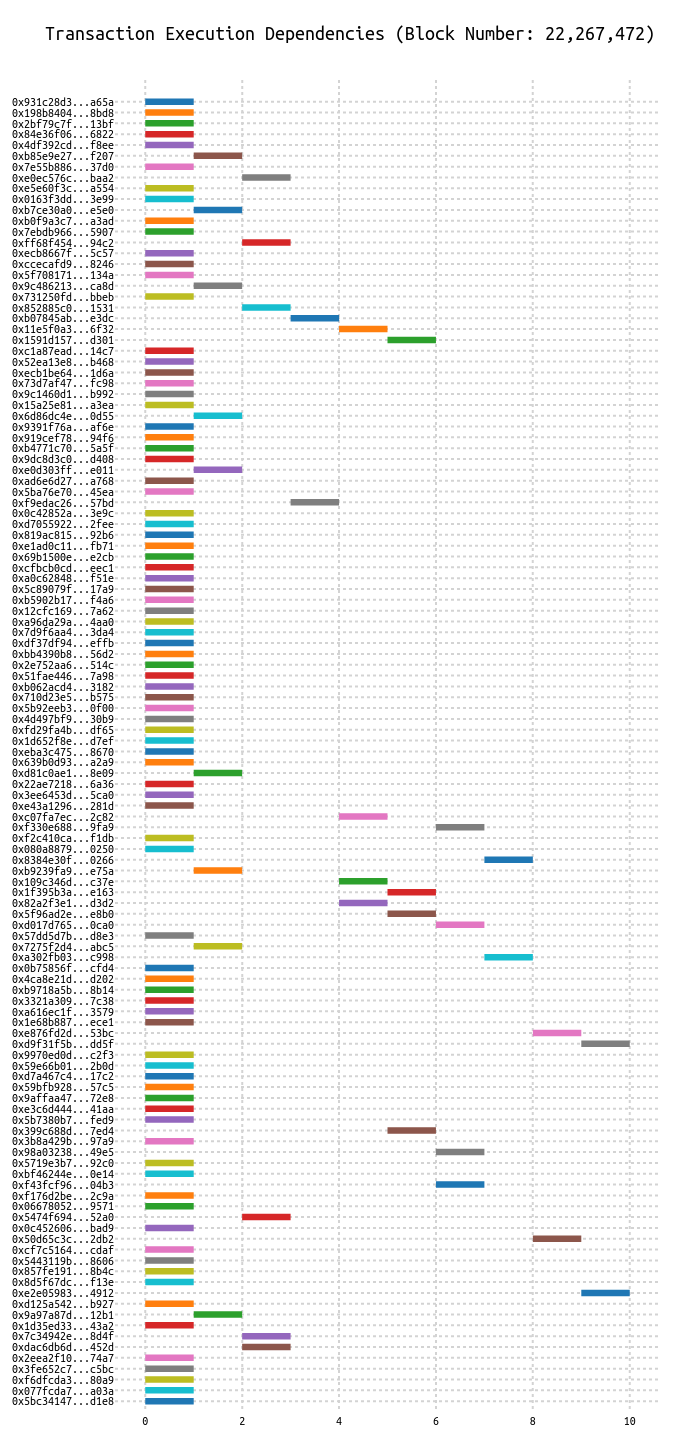 Transaction Execution Dependencies (Block Number: 22,267,472)
0x931c28d3...a65a
0x198b8404...8bd8
0x2bf79c7f...13bf
0x84e36f06...6822
0x4df392cd...f8ee
0xb85e9e27...f207
0x7e55b886...37d0
0xe0ec576c...baa2
0xe5e60f3c...a554
0x0163f3dd...3e99
0xb7ce30a0...e5e0
0xb0f9a3c7...a3ad
0x7ebdb966...5907
0xff68f454...94c2
0xecb8667f...5c57
0xccecafd9...8246
0x5f708171...134a
0x9c486213...ca8d
0x731250fd...bbeb
0x852885c0...1531
0xb07845ab...e3dc
0x11e5f0a3...6f32
0x1591d157...d301
0xc1a87ead...14c7
0x52ea13e8...b468
0xecb1be64...1d6a
0x73d7af47...fc98
0x9c1460d1...b992
0x15a25e81...a3ea
0x6d86dc4e...0d55
0x9391f76a...af6e
0x919cef78...94f6
0xb4771c70...5a5f
0x9dc8d3c0...d408
0xe0d303ff...e011
0xad6e6d27...a768
0x5ba76e70...45ea
0xf9edac26...57bd
0x0c42852a...3e9c
0xd7055922...2fee
0x819ac815...92b6
0xe1ad0c11...fb71
0x69b1500e...e2cb
0xcfbcb0cd...eec1
0xa0c62848...f51e
0x5c89079f...17a9
0xb5902b17...f4a6
0x12cfc169...7a62
0xa96da29a...4aa0
0x7d9f6aa4...3da4
0xdf37df94...effb
0xbb4390b8...56d2
0x2e752aa6...514c
0x51fae446...7a98
0xb062acd4...3182
0x710d23e5...b575
0x5b92eeb3...0f00
0x4d497bf9...30b9
0xfd29fa4b...df65
0x1d652f8e...d7ef
0xeba3c475...8670
0x639b0d93...a2a9
0xd81c0ae1...8e09
0x22ae7218...6a36
0x3ee6453d...5ca0
0xe43a1296...281d
0xc07fa7ec...2c82
0xf330e688...9fa9
0xf2c410ca...f1db
0x080a8879...0250
0x8384e30f...0266
0xb9239fa9...e75a
0x109c346d...c37e
0x1f395b3a...e163
0x82a2f3e1...d3d2
0x5f96ad2e...e8b0
0xd017d765...0ca0
0x57dd5d7b...d8e3
0x7275f2d4...abc5
0xa302fb03...c998
0x0b75856f...cfd4
0x4ca8e21d...d202
0xb9718a5b...8b14
0x3321a309...7c38
0xa616ec1f...3579
0x1e68b887...ece1
0xe876fd2d...53bc
0xd9f31f5b...dd5f
0x9970ed0d...c2f3
0x59e66b01...2b0d
0xd7a467c4...17c2
0x59bfb928...57c5
0x9affaa47...72e8
0xe3c6d444...41aa
0x5b7380b7...fed9
0x399c688d...7ed4
0x3b8a429b...97a9
0x98a03238...49e5
0x5719e3b7...92c0
0xbf46244e...0e14
0xf43fcf96...04b3
0xf176d2be...2c9a
0x06678052...9571
0x5474f694...52a0
0x0c452606...bad9
0x50d65c3c...2db2
0xcf7c5164...cdaf
0x5443119b...8606
0x857fe191...8b4c
0x8d5f67dc...f13e
0xe2e05983...4912
0xd125a542...b927
0x9a97a87d...12b1
0x1d35ed33...43a2
0x7c34942e...8d4f
0xdac6db6d...452d
0x2eea2f10...74a7
0x3fe652c7...c5bc
0xf6dfcda3...80a9
0x077fcda7...a03a
0x5bc34147...d1e8
0 2 4 6 8 10